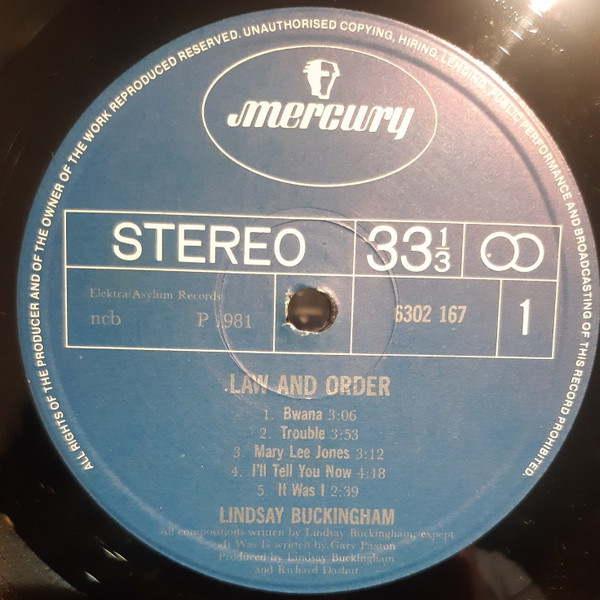 ALL RIGHTS OF THE PRODUCER AND OF THE OWNER OF THE WORK REPRODUCED RESERVED. UNAUTHORISED COPYING, HIRING, LENDING, PUBLIC PERFORMANCE AND BROADCASTING OF THIS RECORD PROHIBITED.
mercury
STEREO 33 1/3
Elektra/Asylum Records
ncb P 1981 6302 167 1
LAW AND ORDER
1. Bwana 3:06
2. Trouble 3:53
3. Mary Lee Jones 3:12
4. I'll Tell You Now 4:18
5. It Was I 2:39
LINDSAY BUCKINGHAM
All compositions written by Lindsay Buckingham, except
It Was I: written by Gary Paxton
Produced by Lindsay Buckingham
and Richard Dashut